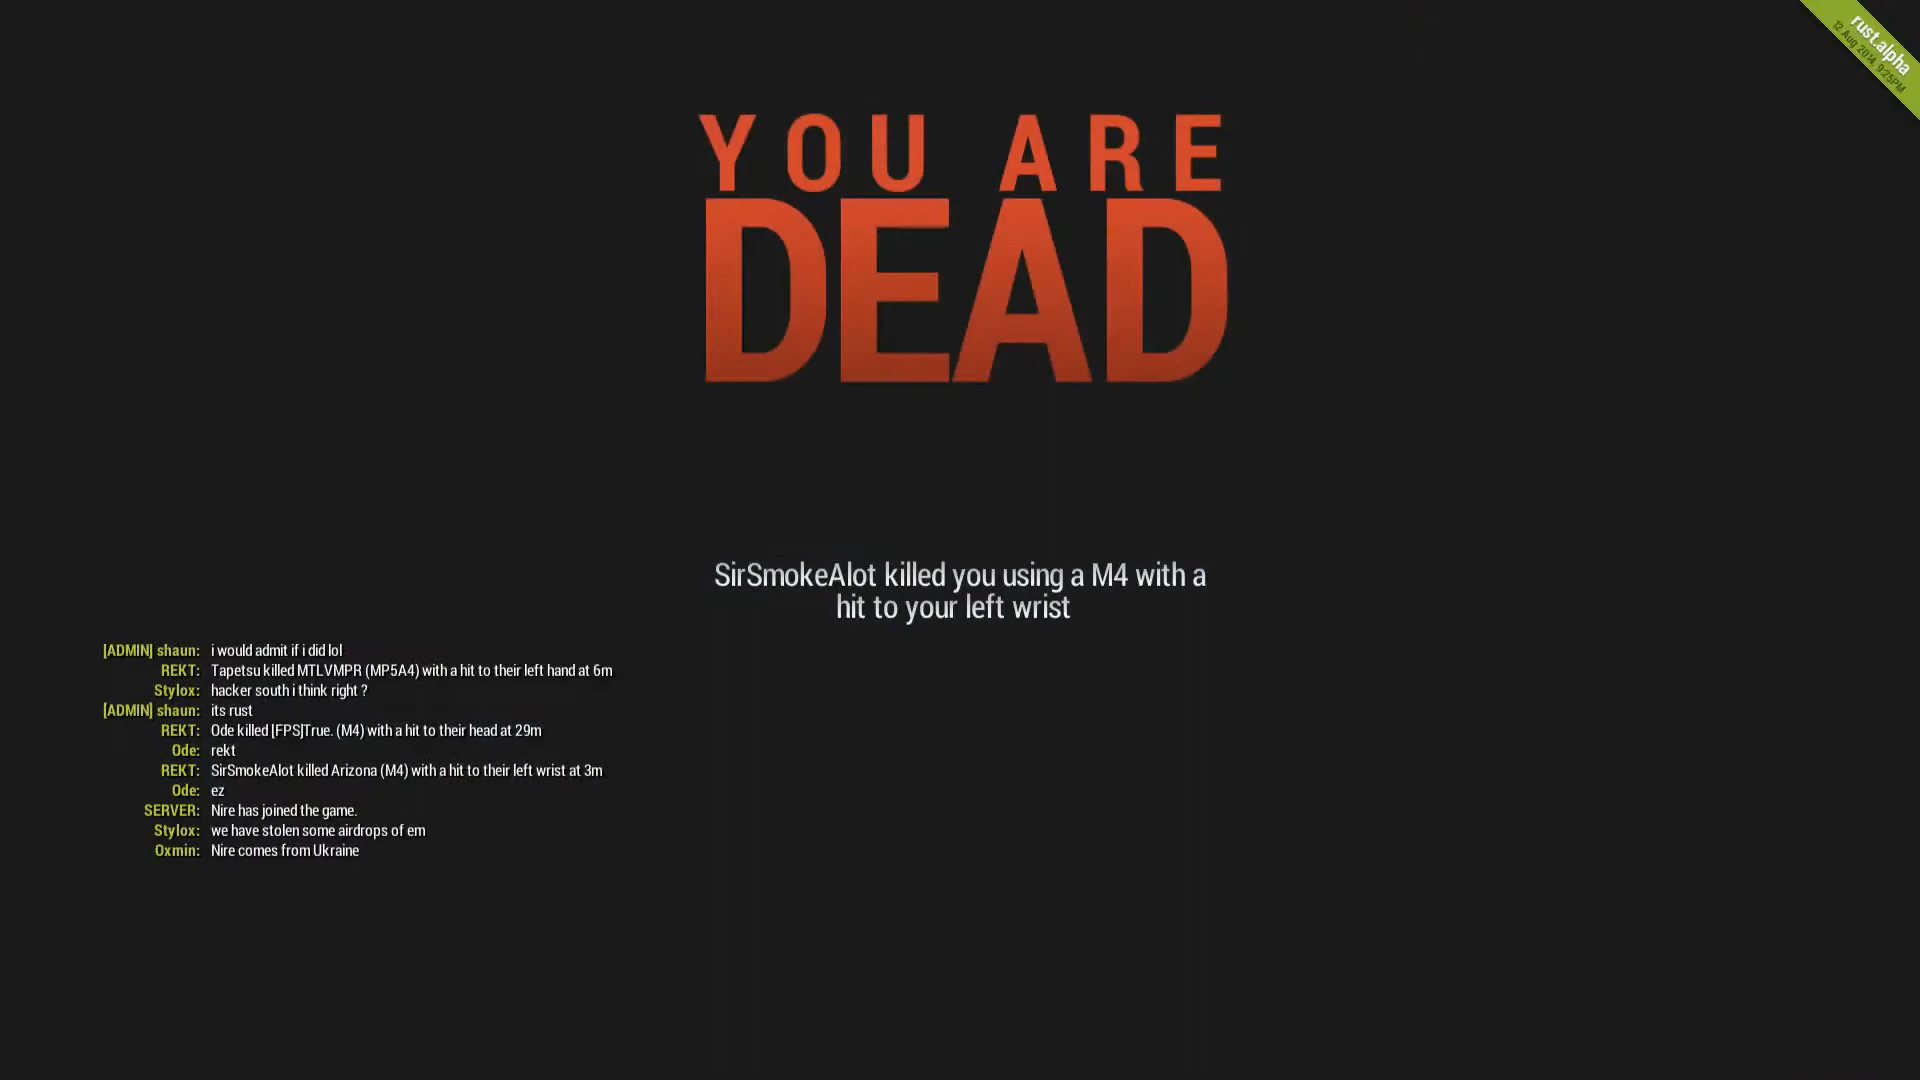 rust.alpha
12 Aug 2014, 9:25PM
YOU ARE
DEAD
SirSmokeAlot killed you using a M4 with a
hit to your left wrist
[ADMIN] shaun: i would admit if i did lol
REKT: Tapetsu killed MTLVMPR (MP5A4) with a hit to their left hand at 6m
Stylox: hacker south i think right ?
[ADMIN] shaun: its rust
REKT: Ode killed [FPS]True. (M4) with a hit to their head at 29m
Ode: rekt
REKT: SirSmokeAlot killed Arizona (M4) with a hit to their left wrist at 3m
Ode: ez
SERVER: Nire has joined the game.
Stylox: we have stolen some airdrops of em
Oxmin: Nire comes from Ukraine